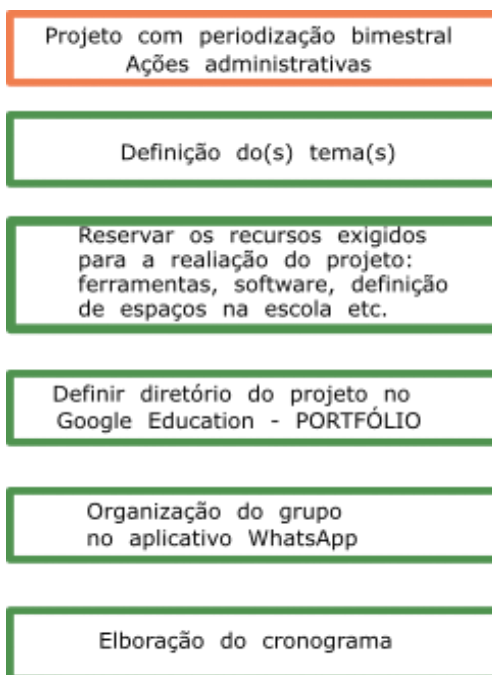 Projeto com periodização bimestral
Ações administrativas
Definição do(s) tema(s)
Reservar os recursos exigidos
para a realiação do projeto:
ferramentas, software, definição
de espaços na escola etc.
Definir diretório do projeto no
Google Education - PORTFÓLIO
Organização do grupo
no aplicativo WhatsApp
Elboração do cronograma